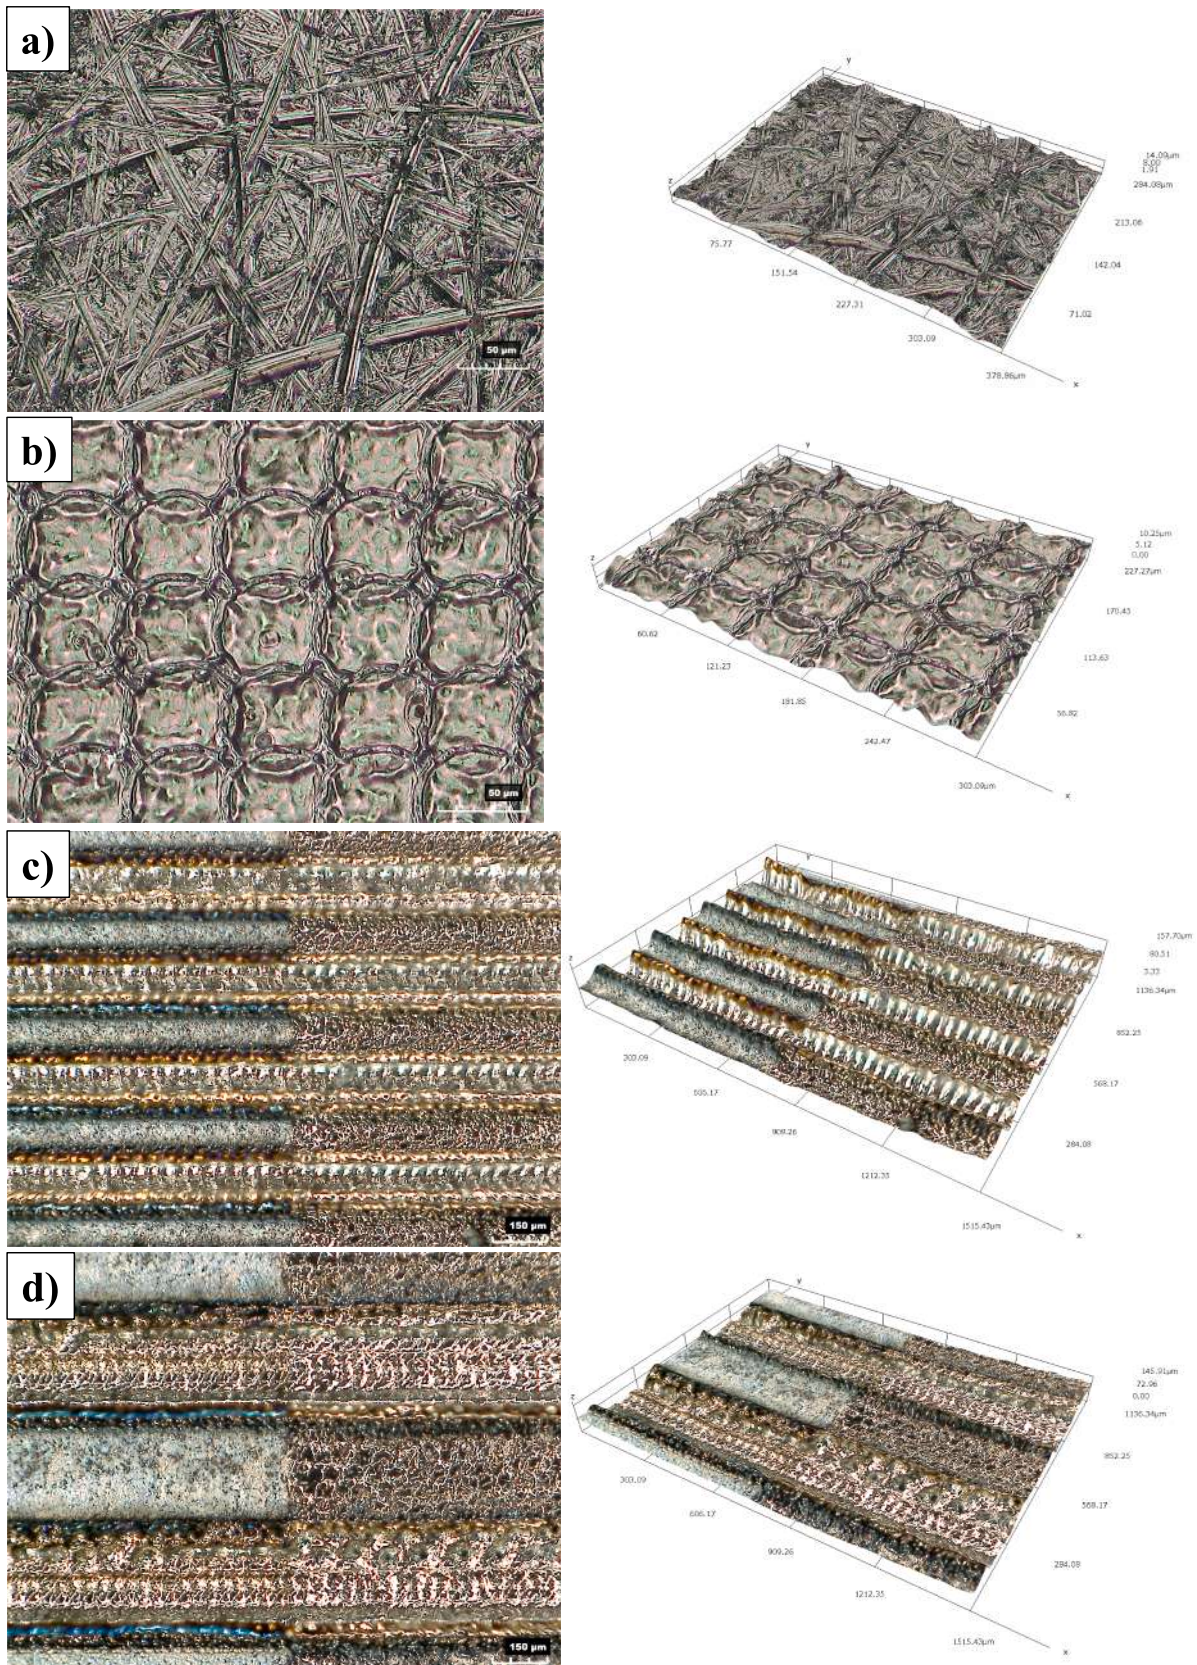 a)
50 µm
y
z
14.09µm
8.00
1.91
284.08µm
213.06
142.04
71.02
75.77
151.54
227.31
303.09
378.86µm
x
b)
50 µm
y
z
10.25µm
5.12
0.00
227.27µm
170.45
113.63
56.82
60.62
121.23
181.85
242.47
303.09µm
x
c)
150 µm
y
z
157.70µm
80.51
3.33
1136.34µm
852.25
568.17
284.08
303.09
606.17
909.26
1212.35
1515.43µm
x
d)
150 µm
y
z
145.91µm
72.96
0.00
1136.34µm
852.25
568.17
284.08
303.09
606.17
909.26
1212.35
1515.43µm
x